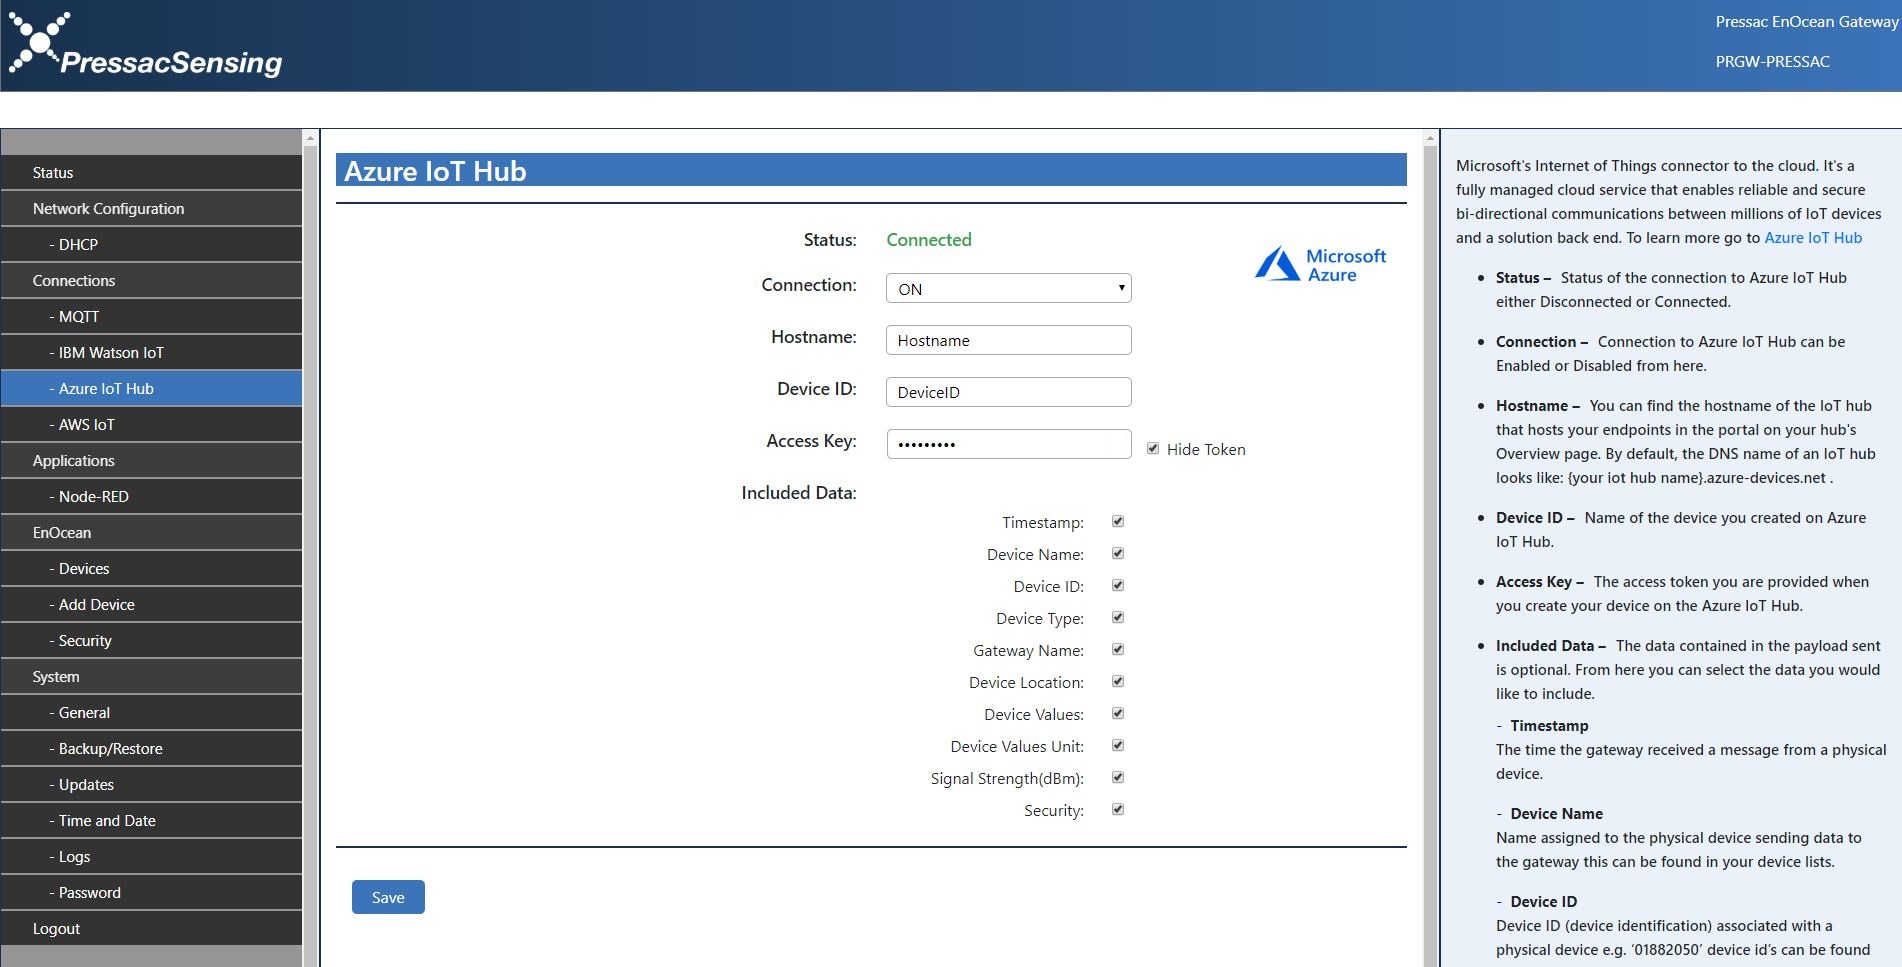 PressacSensing
Pressac EnOcean Gateway
PRGW-PRESSAC
Status
Network Configuration
- DHCP
Connections
- MQTT
- IBM Watson IoT
- Azure IoT Hub
- AWS IoT
Applications
- Node-RED
EnOcean
- Devices
- Add Device
- Security
System
- General
- Backup/Restore
- Updates
- Time and Date
- Logs
- Password
Logout
Azure IoT Hub
Status: Connected
Connection: ON
Hostname: Hostname
Device ID: DeviceID
Access Key: ••••••••• Hide Token
Included Data:
Timestamp:
Device Name:
Device ID:
Device Type:
Gateway Name:
Device Location:
Device Values:
Device Values Unit:
Signal Strength(dBm):
Security:
Save
Microsoft
Azure
Microsoft's Internet of Things connector to the cloud. It's a
fully managed cloud service that enables reliable and secure
bi-directional communications between millions of IoT devices
and a solution back end. To learn more go to Azure IoT Hub
• Status – Status of the connection to Azure IoT Hub
either Disconnected or Connected.
• Connection – Connection to Azure IoT Hub can be
Enabled or Disabled from here.
• Hostname – You can find the hostname of the IoT hub
that hosts your endpoints in the portal on your hub's
Overview page. By default, the DNS name of an IoT hub
looks like: {your iot hub name}.azure-devices.net .
• Device ID – Name of the device you created on Azure
IoT Hub.
• Access Key – The access token you are provided when
you create your device on the Azure IoT Hub.
• Included Data – The data contained in the payload sent
is optional. From here you can select the data you would
like to include.
- Timestamp
The time the gateway received a message from a physical
device.
- Device Name
Name assigned to the physical device sending data to
the gateway this can be found in your device lists.
- Device ID
Device ID (device identification) associated with a
physical device e.g. ‘01882050’ device id’s can be found